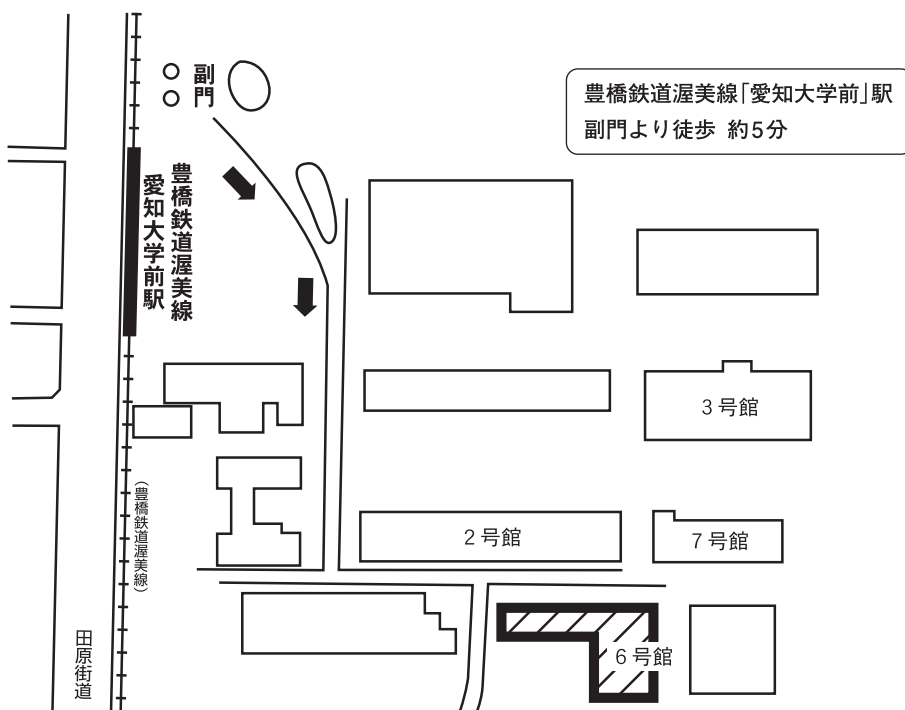 副門
豊橋鉄道渥美線「愛知大学前」駅
副門より徒歩 約5分
豊橋鉄道渥美線
愛知大学前駅
3号館
2号館
7号館
(豊橋鉄道渥美線)
6号館
田原街道